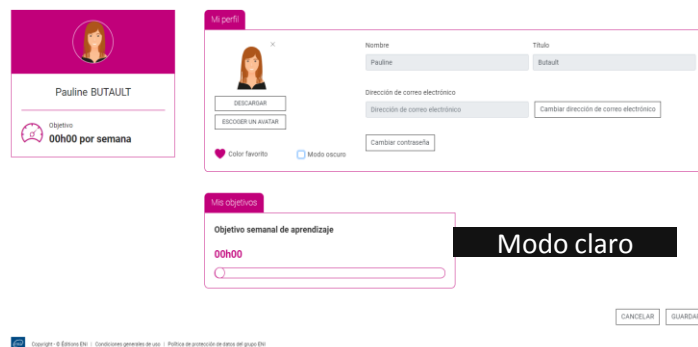 Pauline BUTAULT
Objetivo
00h00 por semana
Mi perfil
×
DESCARGAR
ESCOGER UN AVATAR
Color favorito
Modo oscuro
Nombre
Título
Pauline
Butault
Dirección de correo electrónico
Dirección de correo electrónico
Cambiar dirección de correo electrónico
Cambiar contraseña
Mis objetivos
Objetivo semanal de aprendizaje
00h00
Modo claro
CANCELAR
GUARDAR
Copyright - © Éditions ENI | Condiciones generales de uso | Política de protección de datos del grupo ENI